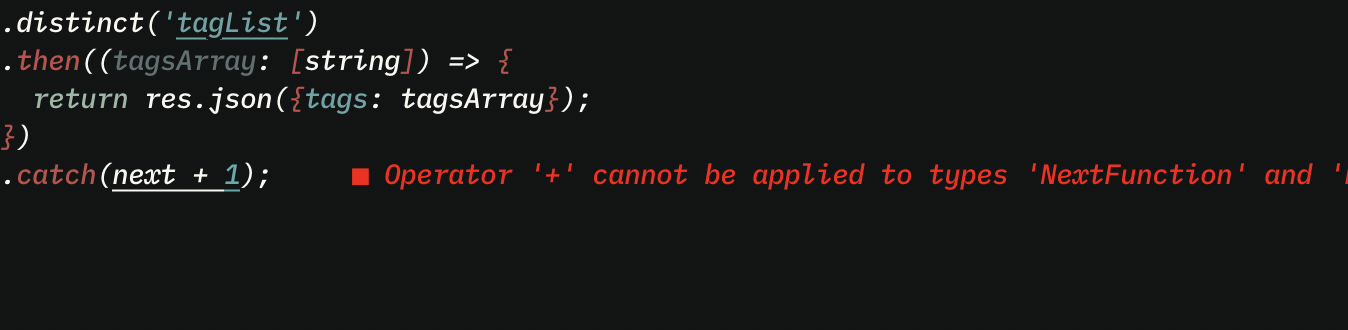 .distinct('tagList')
.then((tagsArray: [string]) => {
  return res.json({tags: tagsArray});
})
.catch(next + 1);     ■ Operator '+' cannot be applied to types 'NextFunction' and '